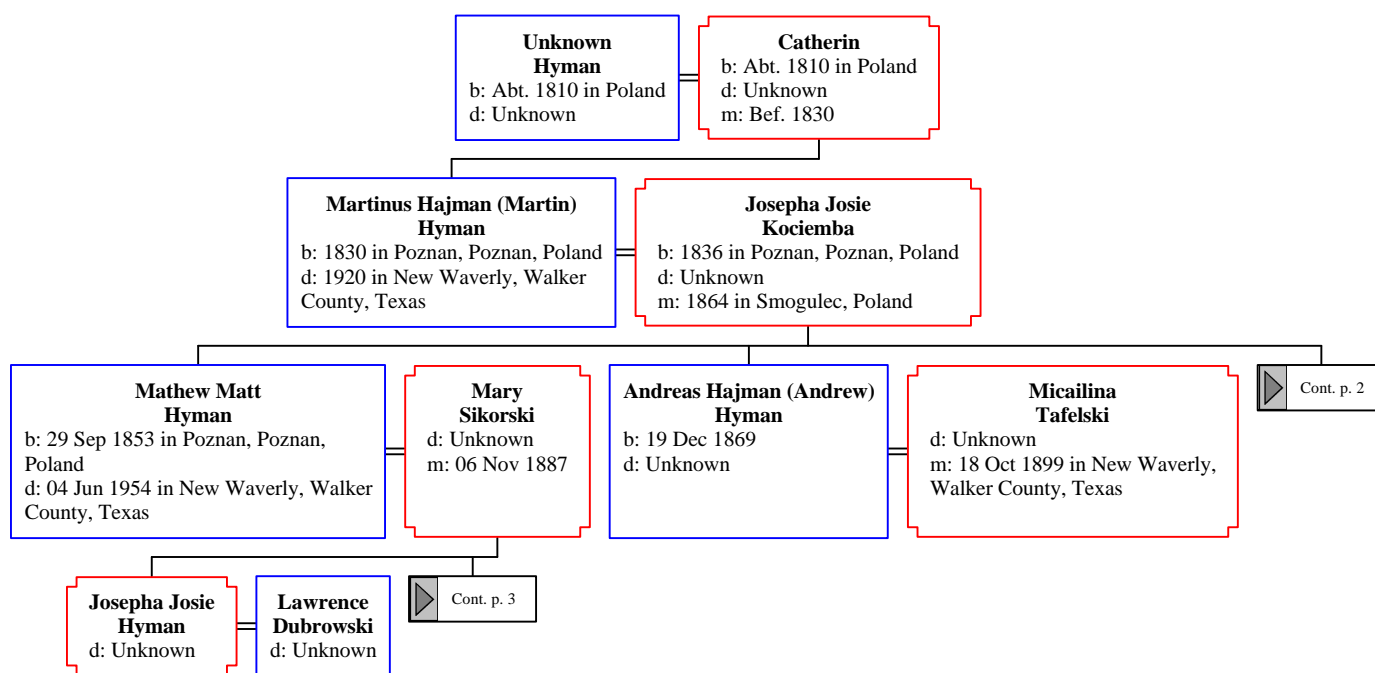 Unknown
Hyman
b: Abt. 1810 in Poland
d: Unknown
Catherin
b: Abt. 1810 in Poland
d: Unknown
m: Bef. 1830
Martinus Hajman (Martin)
Hyman
b: 1830 in Poznan, Poznan, Poland
d: 1920 in New Waverly, Walker
County, Texas
Josepha Josie
Kociemba
b: 1836 in Poznan, Poznan, Poland
d: Unknown
m: 1864 in Smogulec, Poland
Mathew Matt
Hyman
b: 29 Sep 1853 in Poznan, Poznan,
Poland
d: 04 Jun 1954 in New Waverly, Walker
County, Texas
Mary
Sikorski
d: Unknown
m: 06 Nov 1887
Andreas Hajman (Andrew)
Hyman
b: 19 Dec 1869
d: Unknown
Micailina
Tafelski
d: Unknown
m: 18 Oct 1899 in New Waverly,
Walker County, Texas
Cont. p. 2
Josepha Josie
Hyman
d: Unknown
Lawrence
Dubrowski
d: Unknown
Cont. p. 3